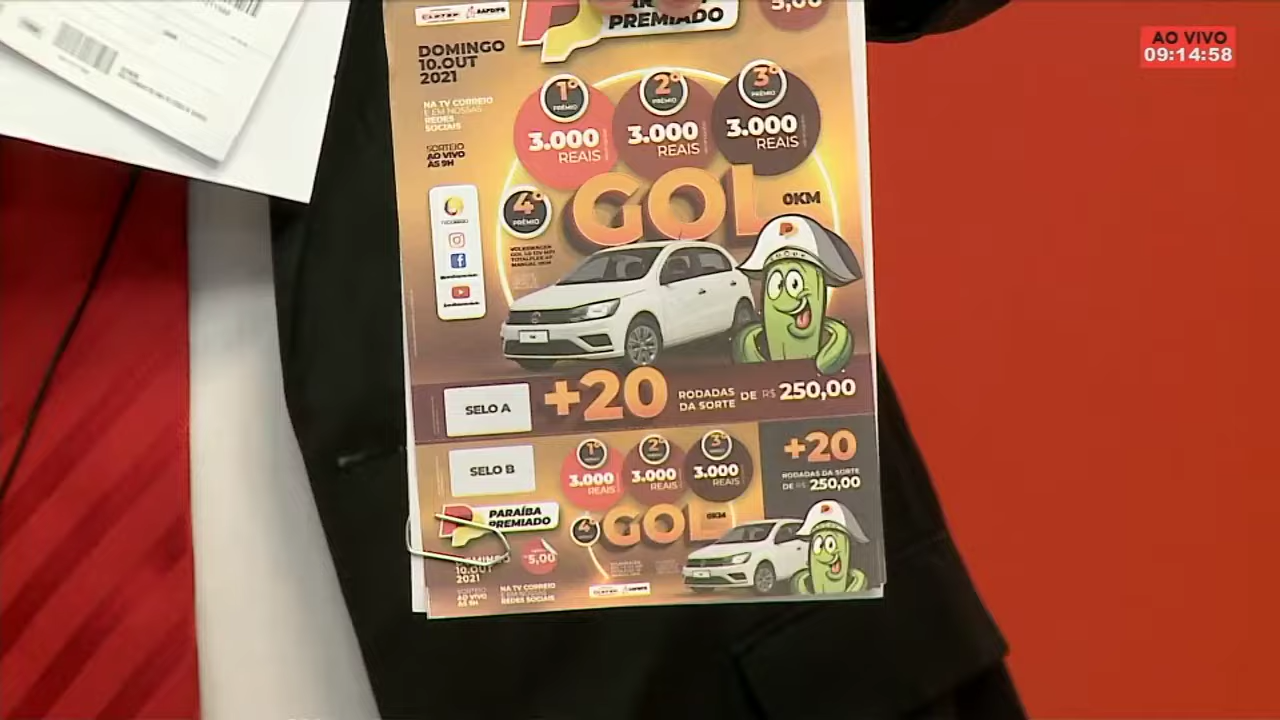 AO VIVO
09:14:58
PREMIADO
5,00
DOMINGO
10.OUT
2021
NA TV CORREIO
E EM NOSSAS
REDES
SOCIAIS
SORTEIO
AO VIVO
ÀS 9H
1º
PRÊMIO
3.000
REAIS
2º
PRÊMIO
3.000
REAIS
3º
PRÊMIO
3.000
REAIS
4º
PRÊMIO
GOL
0KM
SELO A
+20
RODADAS
DA SORTE
DE R$ 250,00
SELO B
1º
3.000
REAIS
2º
3.000
REAIS
3º
3.000
REAIS
+20
RODADAS DA SORTE
DE R$ 250,00
PARAÍBA
PREMIADO
4º
GOL
0KM
DOMINGO
10.OUT
2021
5,00
SORTEIO
AO VIVO
ÀS 9H
NA TV CORREIO
E EM NOSSAS
REDES SOCIAIS